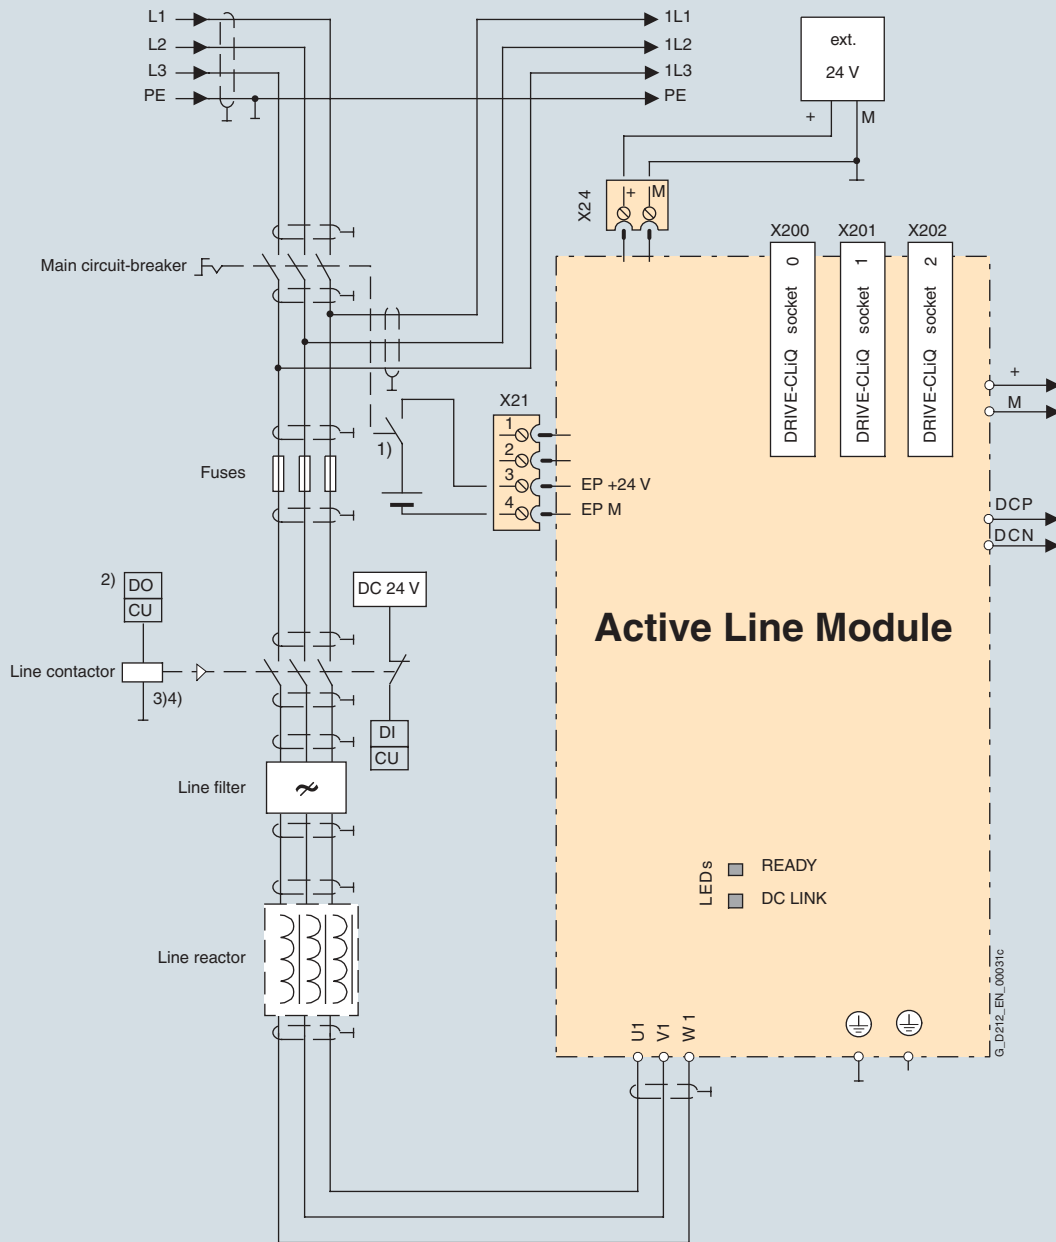 L1
L2
L3
PE
1L1
1L2
1L3
PE
ext.
24 V
+
M
X24
+
M
Main circuit-breaker
X200
X201
X202
DRIVE-CLiQ socket 0
DRIVE-CLiQ socket 1
DRIVE-CLiQ socket 2
+
M
1)
X21
1
2
3
4
EP +24 V
EP M
Fuses
DCP
DCN
2)
DO
CU
DC 24 V
Active Line Module
Line contactor
3)4)
DI
CU
Line filter
LEDs
READY
DC LINK
Line reactor
U1
V1
W1
G_D212_EN_00031c